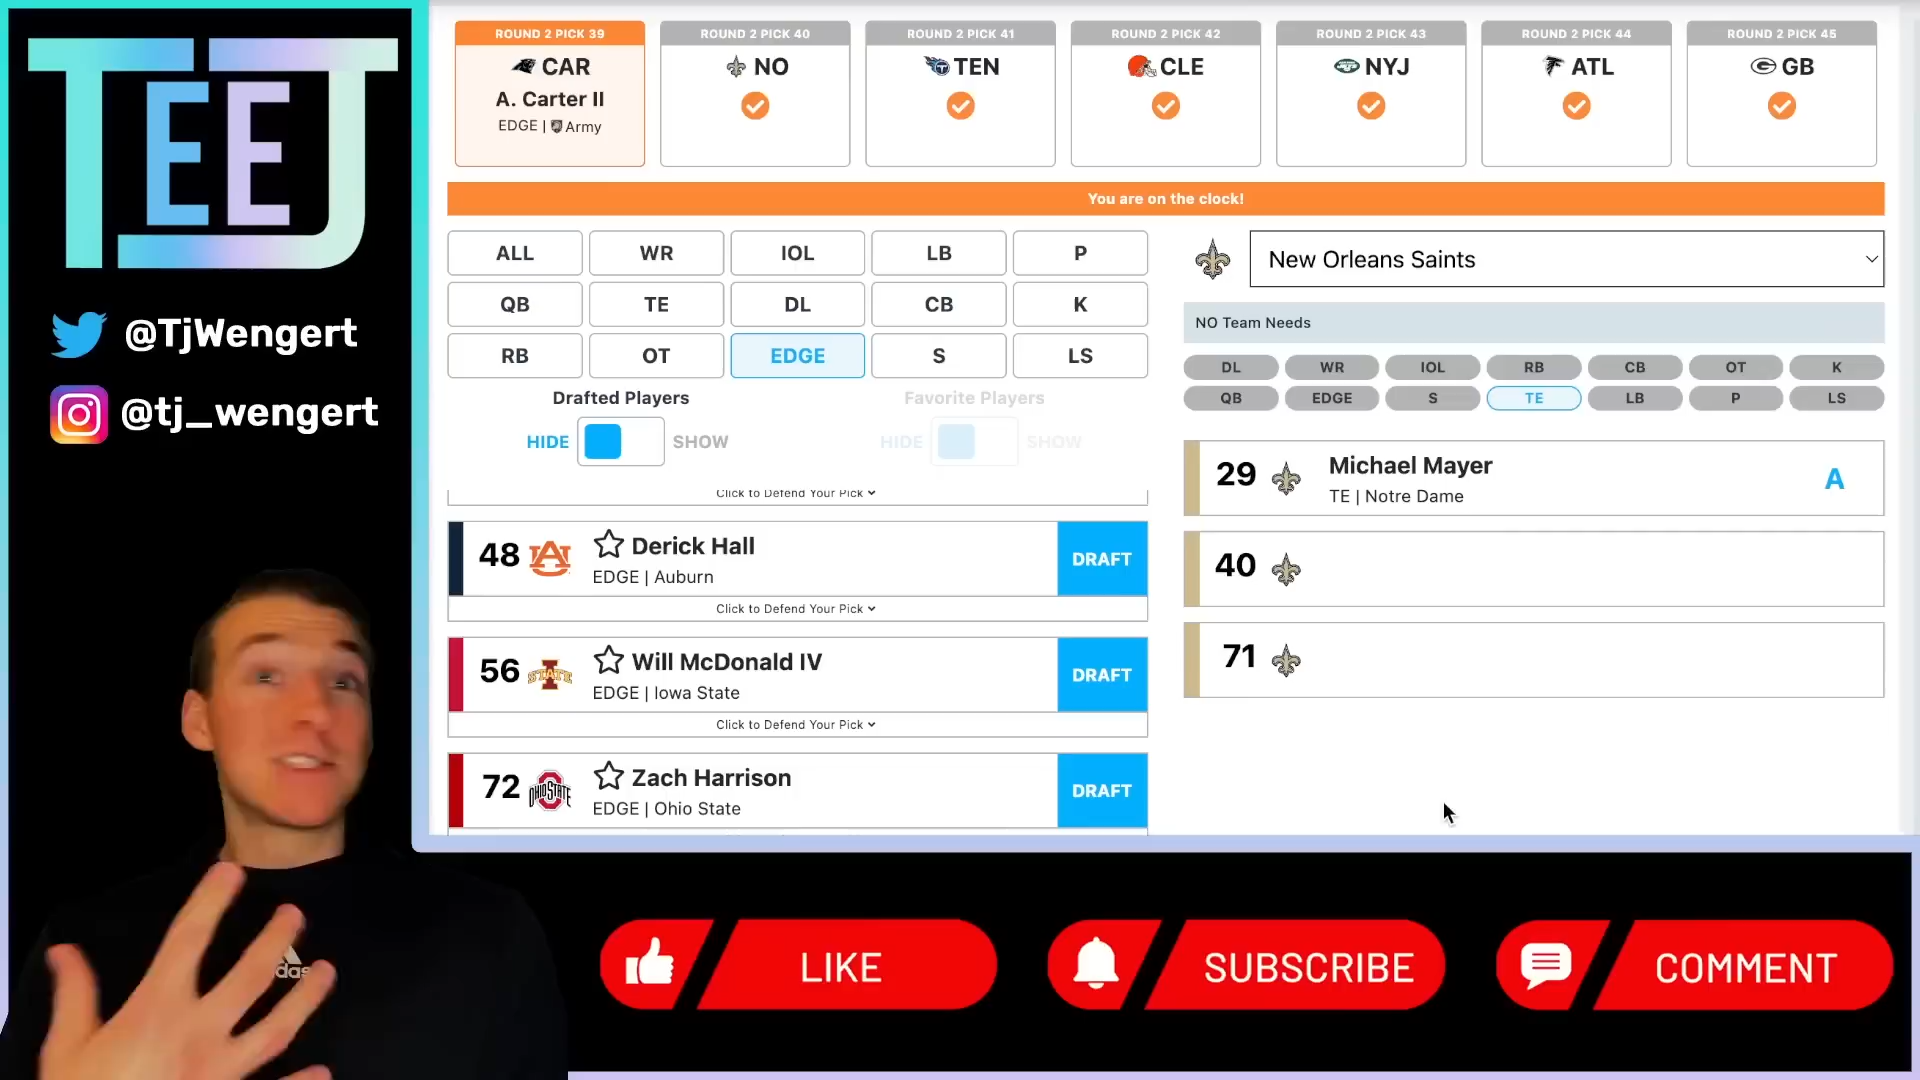 TEEJ
@TjWengert
@tj_wengert
ROUND 2 PICK 39
CAR
A. Carter II
EDGE | Army
ROUND 2 PICK 40
NO
ROUND 2 PICK 41
TEN
ROUND 2 PICK 42
CLE
ROUND 2 PICK 43
NYJ
ROUND 2 PICK 44
ATL
ROUND 2 PICK 45
GB
You are on the clock!
ALL WR IOL LB P
QB TE DL CB K
RB OT EDGE S LS
Drafted Players
HIDE SHOW
Favorite Players
HIDE SHOW
Click to Defend Your Pick
48 Derick Hall
EDGE | Auburn
DRAFT
Click to Defend Your Pick
56 Will McDonald IV
EDGE | Iowa State
DRAFT
Click to Defend Your Pick
72 Zach Harrison
EDGE | Ohio State
DRAFT
New Orleans Saints
NO Team Needs
DL WR IOL RB CB OT K
QB EDGE S TE LB P LS
29 Michael Mayer
TE | Notre Dame
A
40
71
LIKE
SUBSCRIBE
COMMENT